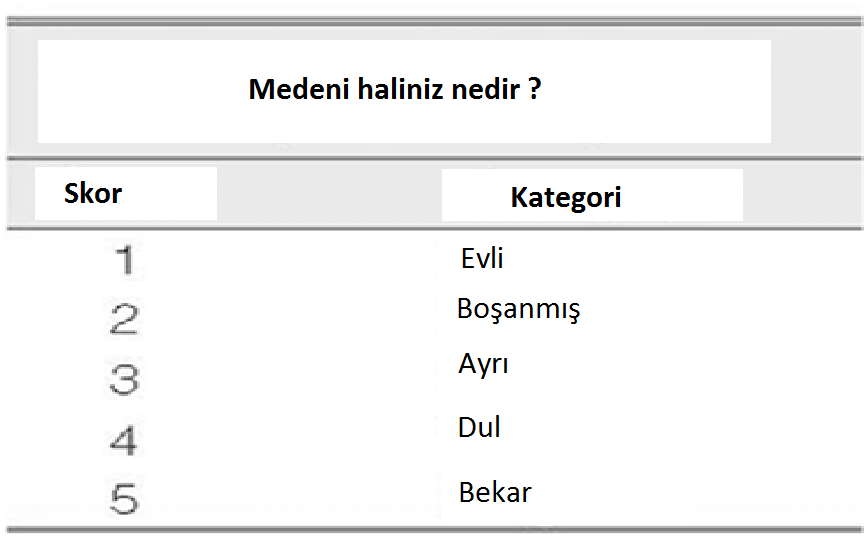 Medeni haliniz nedir ?
Skor Kategori
1 Evli
2 Boşanmış
3 Ayrı
4 Dul
5 Bekar